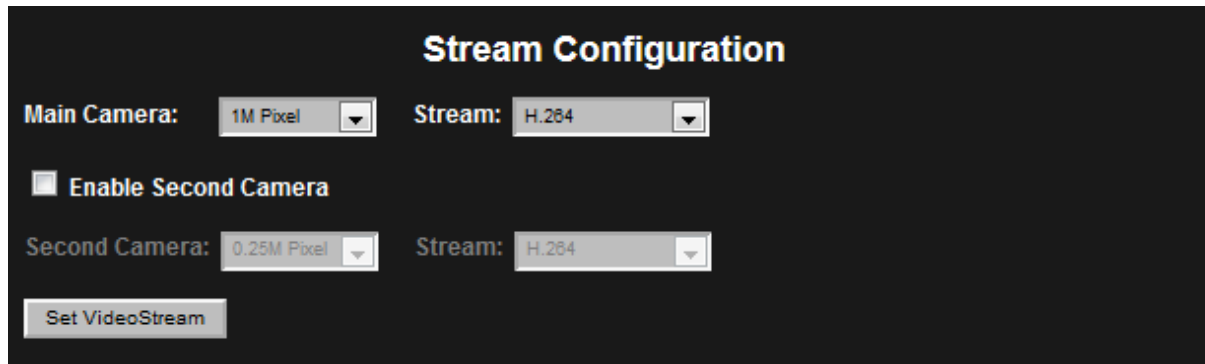 Stream Configuration
Main Camera: 1M Pixel Stream: H.264
Enable Second Camera
Second Camera: 0.25M Pixel Stream: H.264
Set VideoStream